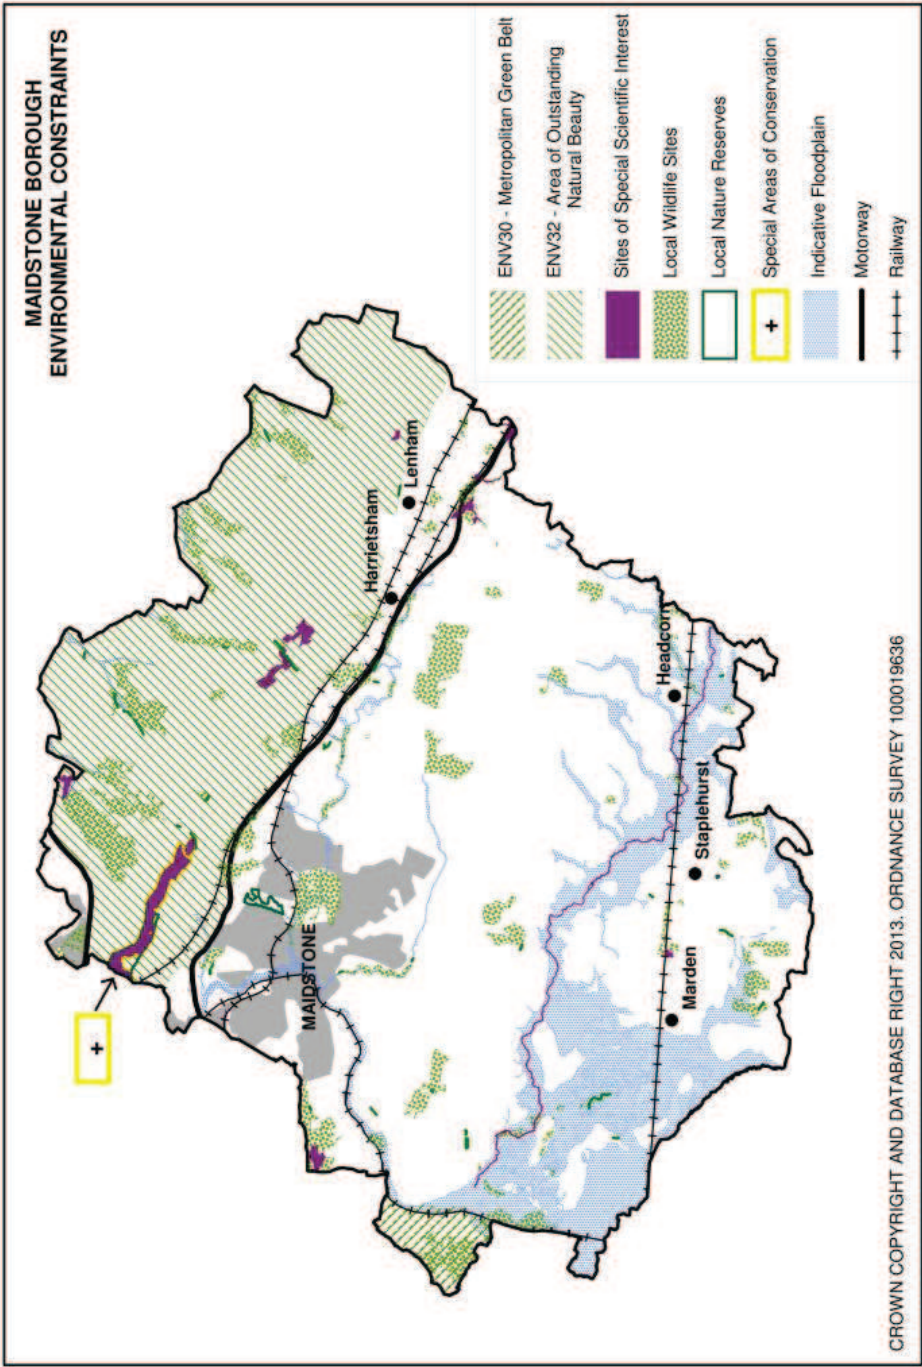 MAIDSTONE BOROUGH
ENVIRONMENTAL CONSTRAINTS
+
Harrietsham
Lenham
MAIDSTONE
Headcorn
Staplehurst
Marden
ENV30 - Metropolitan Green Belt
ENV32 - Area of Outstanding
Natural Beauty
Sites of Special Scientific Interest
Local Wildlife Sites
Local Nature Reserves
+
Special Areas of Conservation
Indicative Floodplain
Motorway
Railway
CROWN COPYRIGHT AND DATABASE RIGHT 2013. ORDNANCE SURVEY 100019636